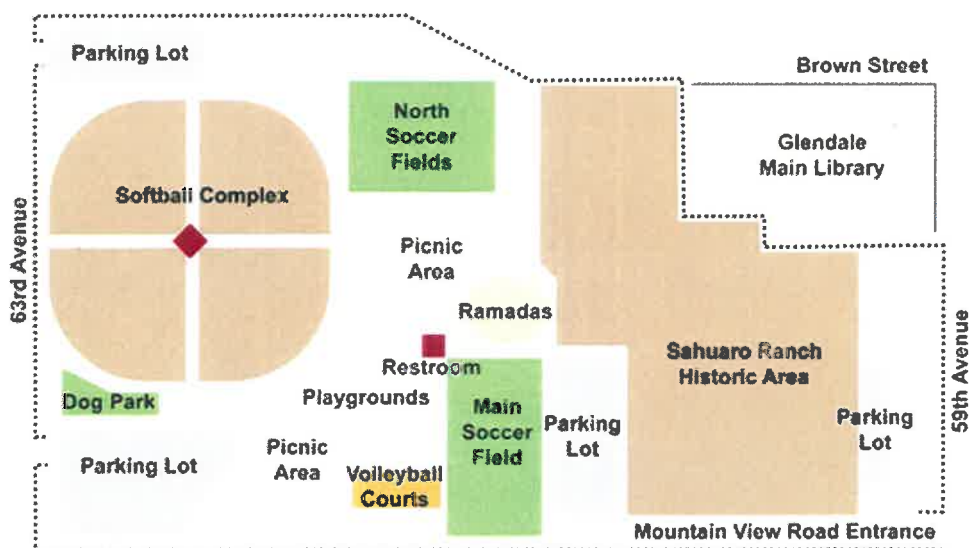 Parking Lot
Brown Street
North
Soccer
Fields
Glendale
Main Library
Softball Complex
63rd Avenue
Picnic
Area
Ramadas
Restroom
Sahuaro Ranch
Historic Area
59th Avenue
Dog Park
Playgrounds
Main
Soccer
Field
Parking
Lot
Parking
Lot
Parking Lot
Picnic
Area
Volleyball
Courts
Mountain View Road Entrance